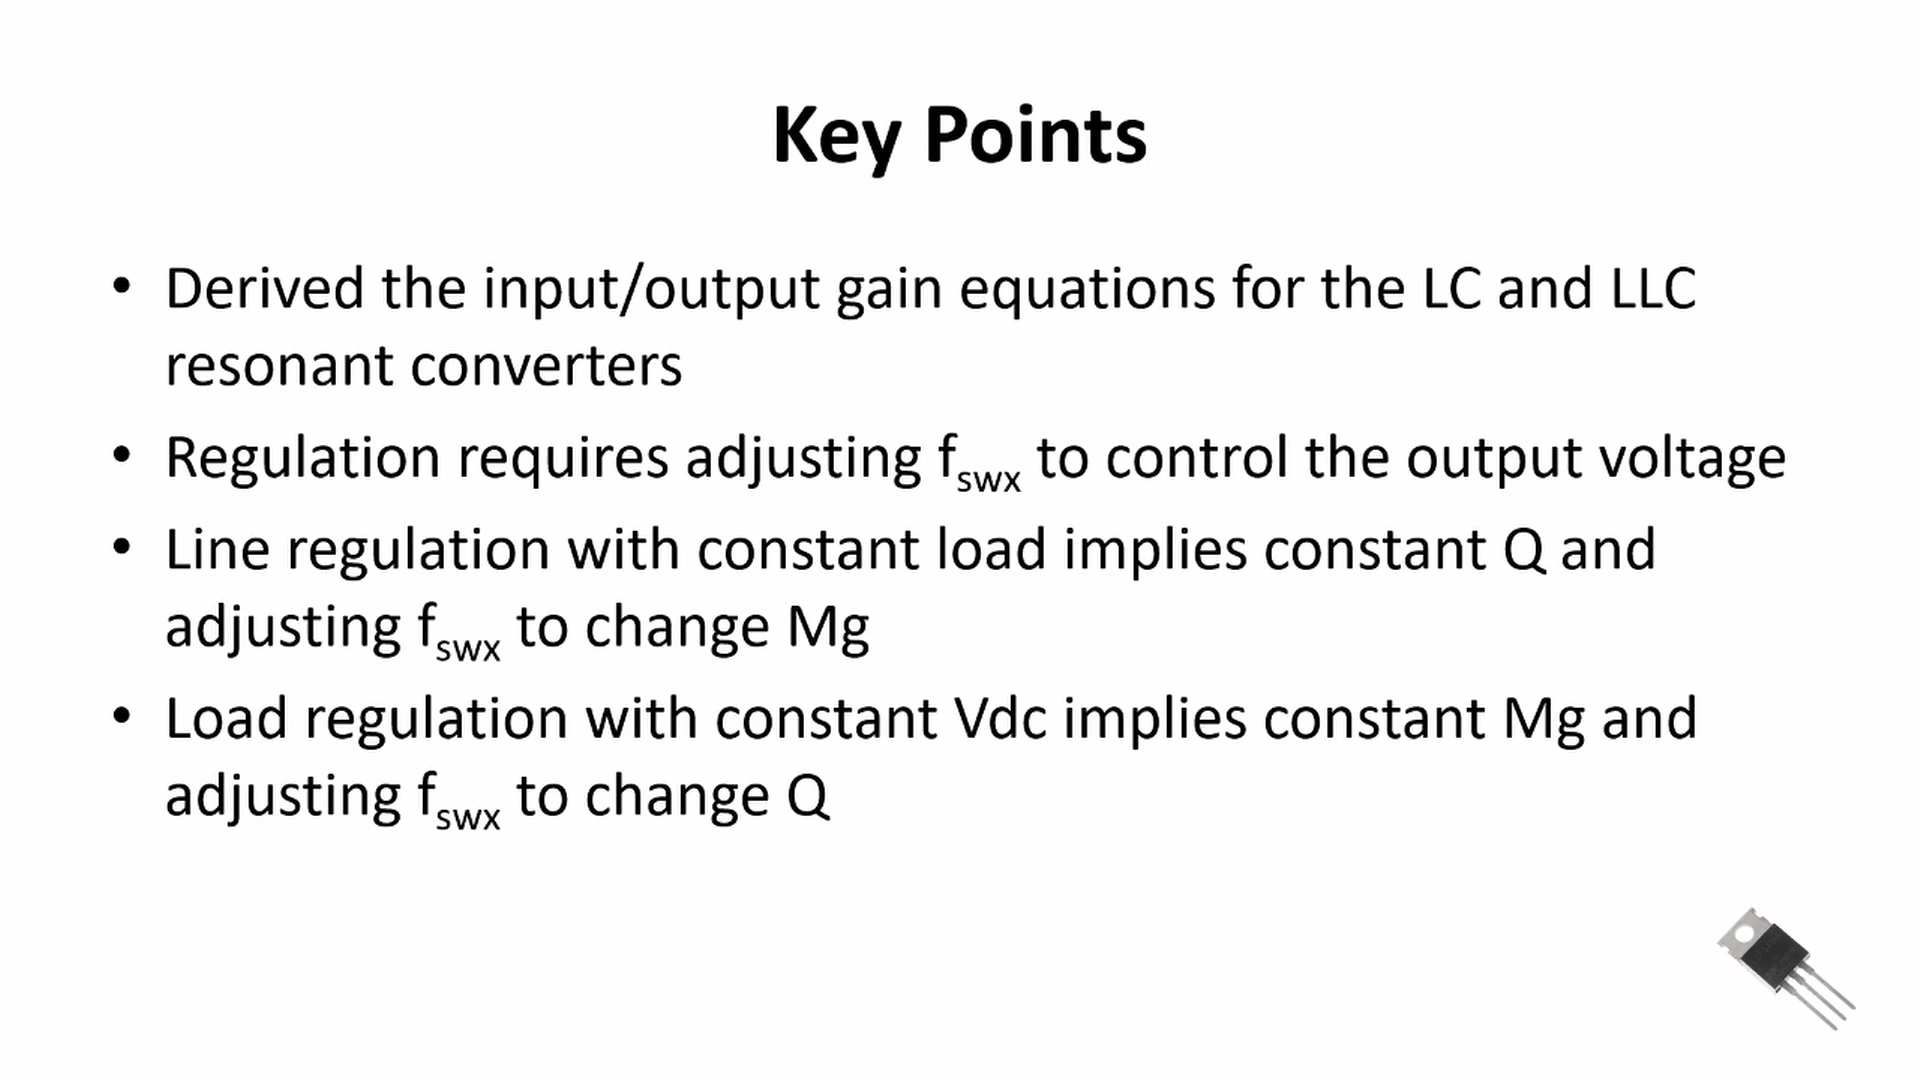 Key Points
• Derived the input/output gain equations for the LC and LLC
resonant converters
• Regulation requires adjusting fswx to control the output voltage
• Line regulation with constant load implies constant Q and
adjusting fswx to change Mg
• Load regulation with constant Vdc implies constant Mg and
adjusting fswx to change Q